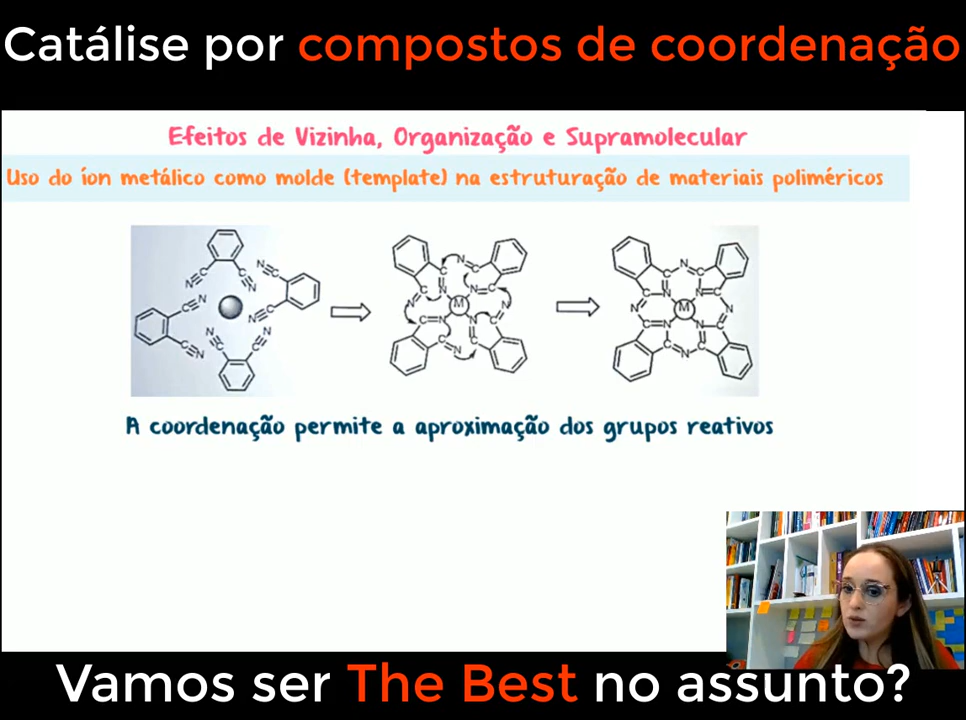 Catálise por compostos de coordenação
Efeitos de Vizinha, Organização e Supramolecular
Uso do íon metálico como molde (template) na estruturação de materiais poliméricos
A coordenação permite a aproximação dos grupos reativos
Vamos ser The Best no assunto?